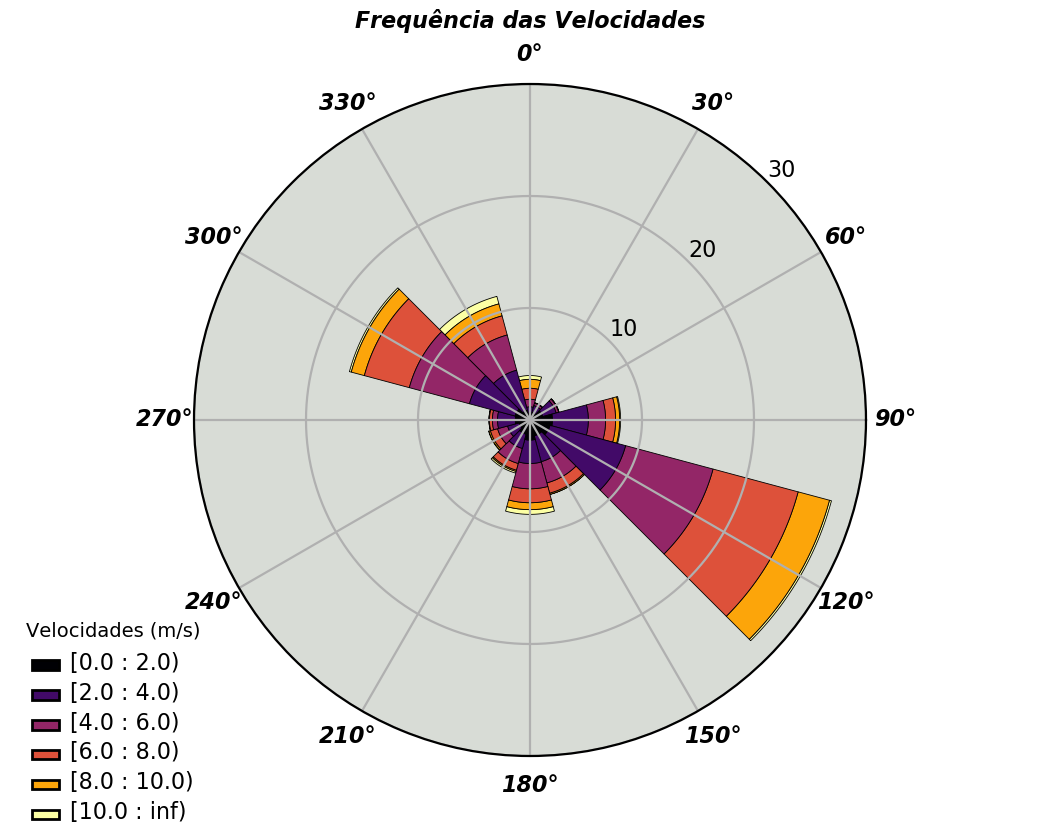 Frequência das Velocidades
0°
330°
30°
30
300°
60°
20
10
270°
90°
240°
120°
Velocidades (m/s)
[0.0 : 2.0)
[2.0 : 4.0)
[4.0 : 6.0)
210°
150°
[6.0 : 8.0)
[8.0 : 10.0)
180°
[10.0 : inf)